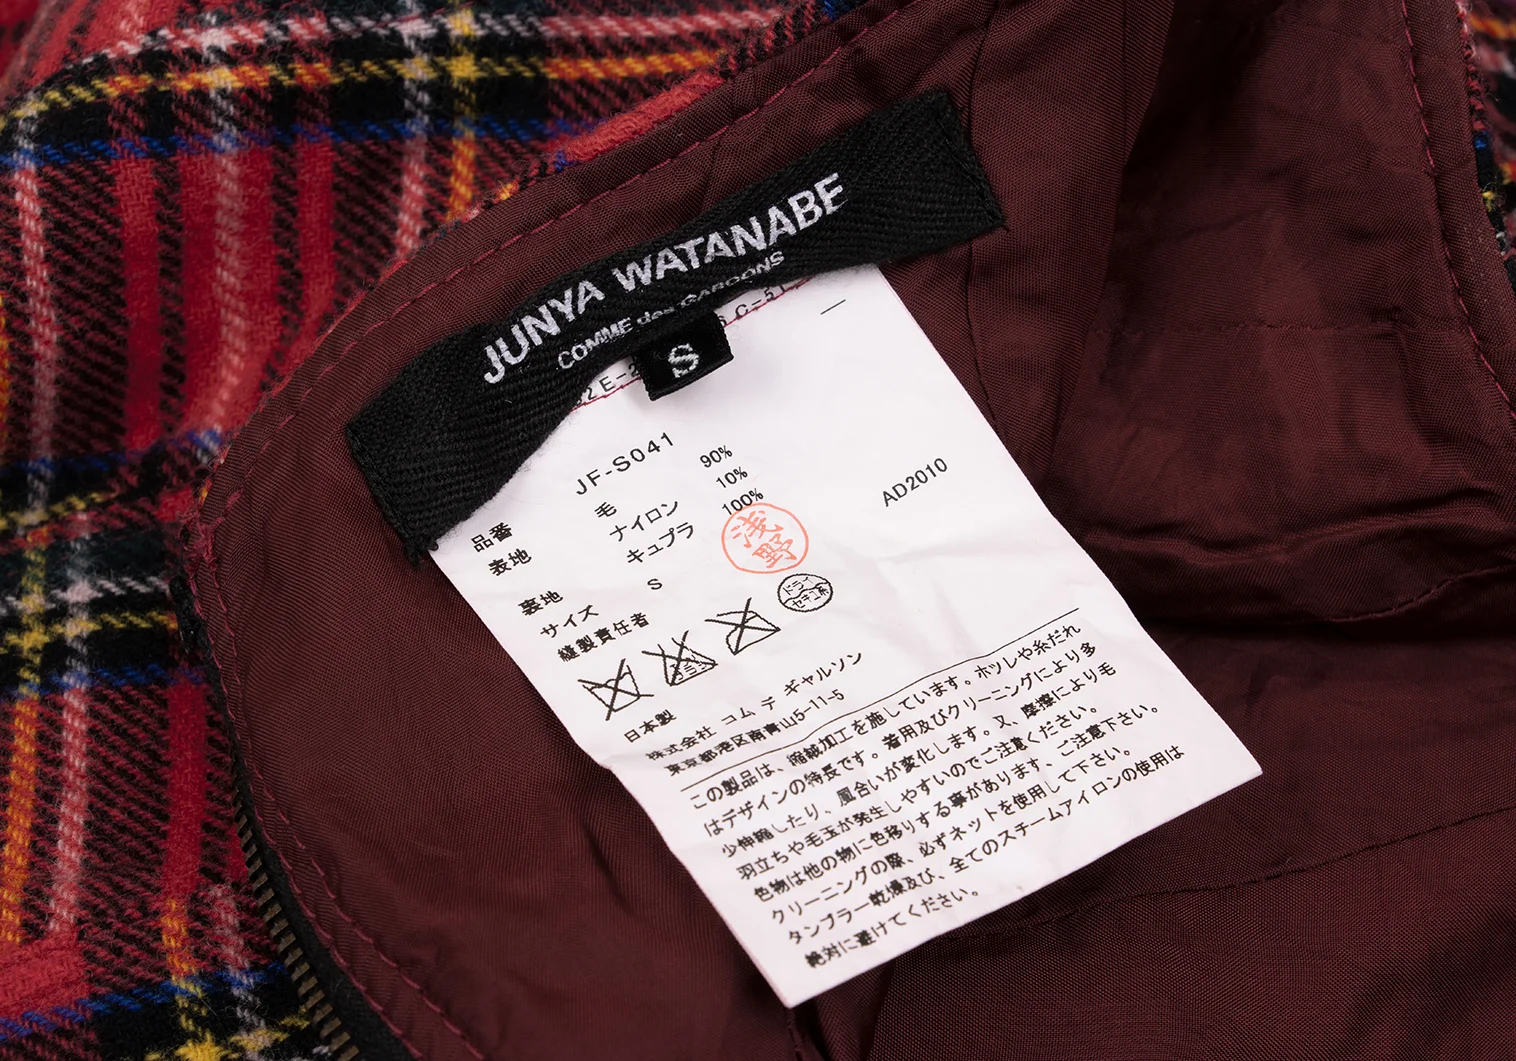 JUNYA WATANABE
COMME des GARÇONS
S
品番 JF-S041
表地 毛 90%
ナイロン 10%
裏地 キュプラ 100%
サイズ S
縫製責任者 浅野
AD2010
ドライ
セキユ系
日本製
株式会社 コム デ ギャルソン
東京都港区南青山5-11-5
この製品は、縮絨加工を施しています。ホツレや糸だれ
はデザインの特長です。着用及びクリーニングにより多
少伸縮したり、風合いが変化します。又、摩擦により毛
羽立ちや毛玉が発生しやすいのでご注意ください。
色物は他の物に色移りする事があります、ご注意下さい。
クリーニングの際、必ずネットを使用して下さい。
タンブラー乾燥及び、全てのスチームアイロンの使用は
絶対に避けてください。